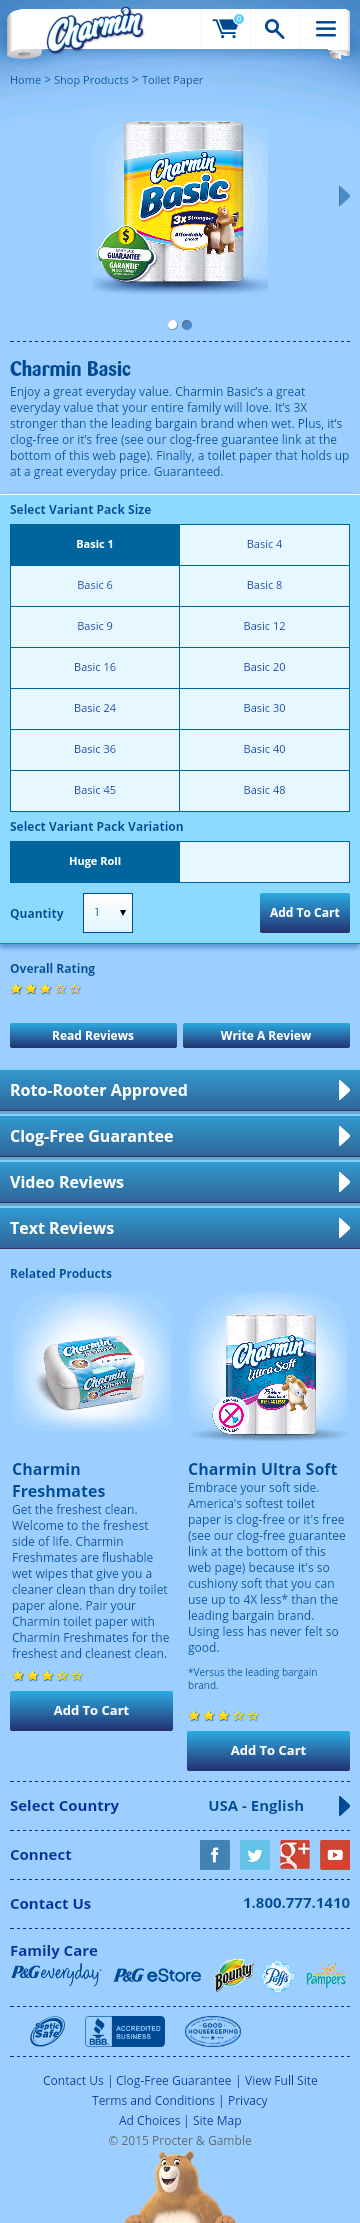 Charmin
0
Home > Shop Products > Toilet Paper
Charmin
Basic
3x Stronger*
Affordably
GUARANTEE
GARANTIE
Charmin Basic
Enjoy a great everyday value. Charmin Basic's a great
everyday value that your entire family will love. It's 3X
stronger than the leading bargain brand when wet. Plus, it's
clog-free or it's free (see our clog-free guarantee link at the
bottom of this web page). Finally, a toilet paper that holds up
at a great everyday price. Guaranteed.
Select Variant Pack Size
Basic 1 Basic 4
Basic 6 Basic 8
Basic 9 Basic 12
Basic 16 Basic 20
Basic 24 Basic 30
Basic 36 Basic 40
Basic 45 Basic 48
Select Variant Pack Variation
Huge Roll
Quantity 1 Add To Cart
Overall Rating
Read Reviews Write A Review
Roto-Rooter Approved
Clog-Free Guarantee
Video Reviews
Text Reviews
Related Products
Charmin
Charmin
Charmin
Ultra Soft
Charmin
Freshmates
Get the freshest clean.
Welcome to the freshest
side of life. Charmin
Freshmates are flushable
wet wipes that give you a
cleaner clean than dry toilet
paper alone. Pair your
Charmin toilet paper with
Charmin Freshmates for the
freshest and cleanest clean.
Add To Cart
Charmin Ultra Soft
Embrace your soft side.
America's softest toilet
paper is clog-free or it's free
(see our clog-free guarantee
link at the bottom of this
web page) because it's so
cushiony soft that you can
use up to 4X less* than the
leading bargain brand.
Using less has never felt so
good.
*Versus the leading bargain
brand.
Add To Cart
Select Country USA - English
Connect
Contact Us 1.800.777.1410
Family Care
P&G everyday P&G eStore Bounty Puffs Pampers
Septic Safe BBB ACCREDITED BUSINESS GOOD HOUSEKEEPING
Contact Us | Clog-Free Guarantee | View Full Site
Terms and Conditions | Privacy
Ad Choices | Site Map
© 2015 Procter & Gamble